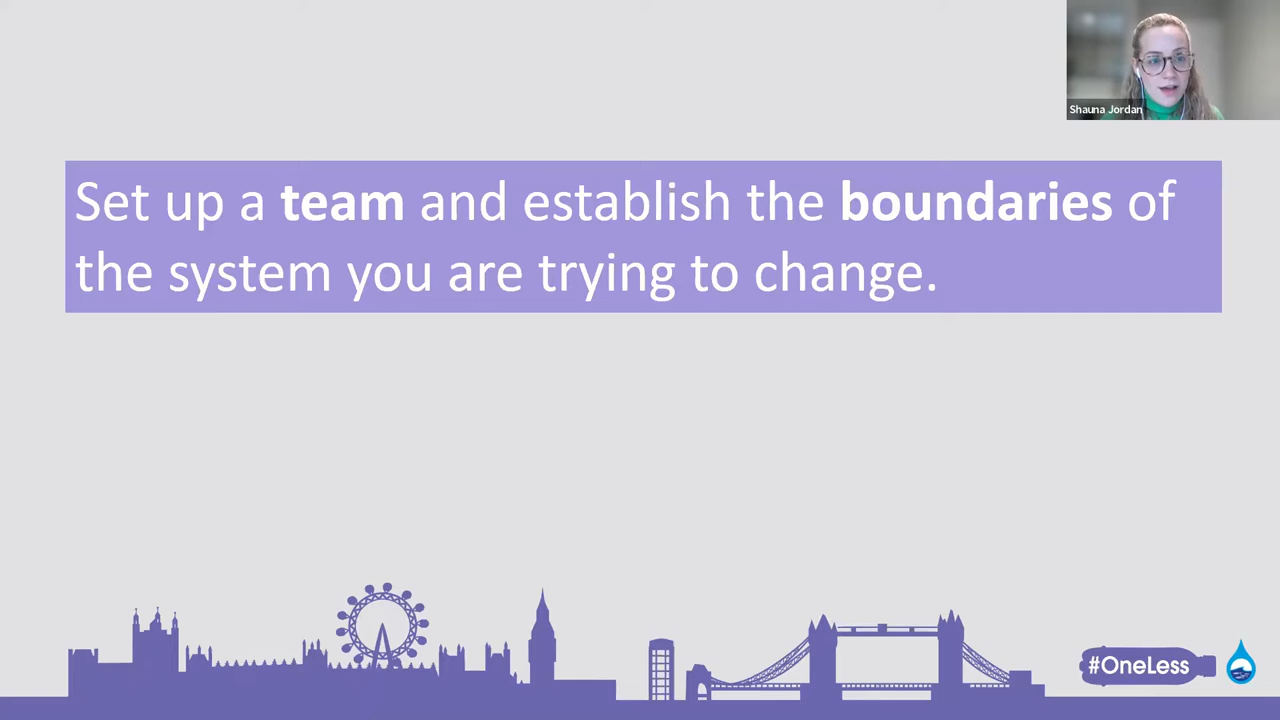 Shauna Jordan
Set up a team and establish the boundaries of
the system you are trying to change.
#OneLess